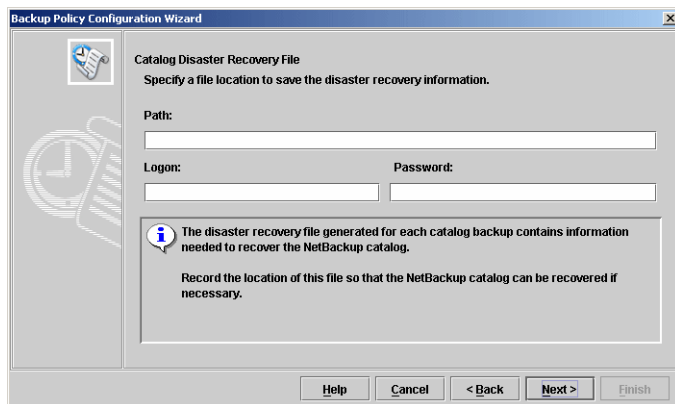 Backup Policy Configuration Wizard
Catalog Disaster Recovery File
Specify a file location to save the disaster recovery information.
Path:
Logon:
Password:
The disaster recovery file generated for each catalog backup contains information
needed to recover the NetBackup catalog.
Record the location of this file so that the NetBackup catalog can be recovered if
necessary.
Help
Cancel
< Back
Next >
Finish